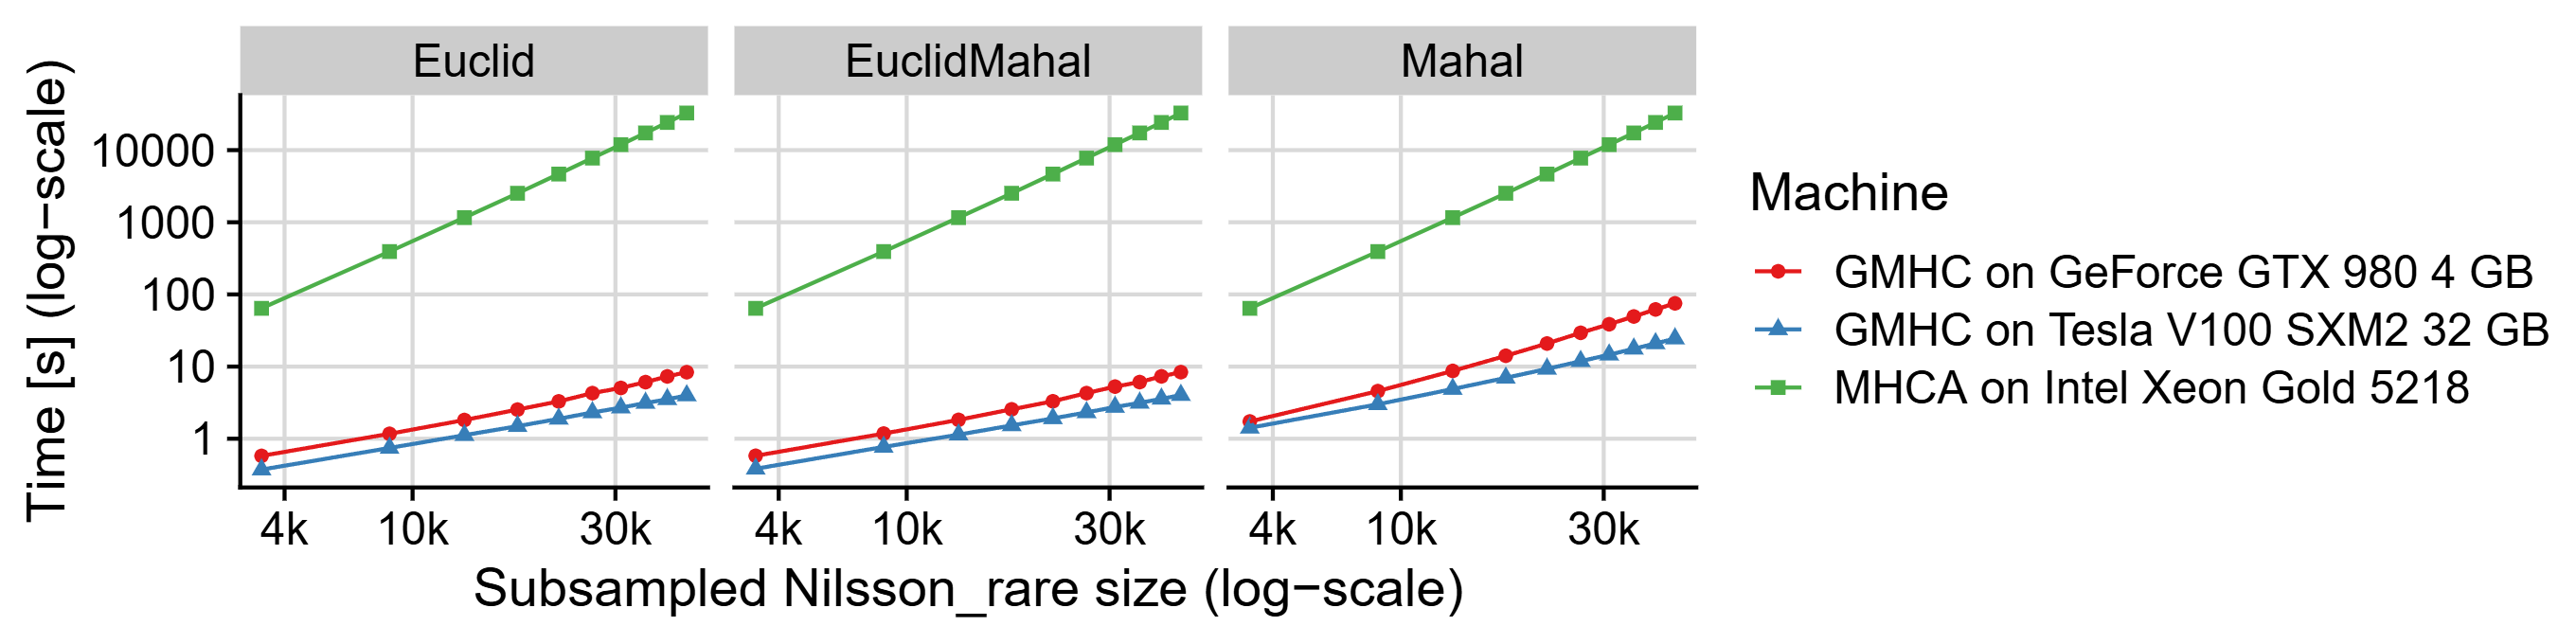 Euclid
EuclidMahal
Mahal
Time [s] (log−scale)
10000
1000
100
10
1
4k
10k
30k
4k
10k
30k
4k
10k
30k
Subsampled Nilsson_rare size (log−scale)
Machine
GMHC on GeForce GTX 980 4 GB
GMHC on Tesla V100 SXM2 32 GB
MHCA on Intel Xeon Gold 5218